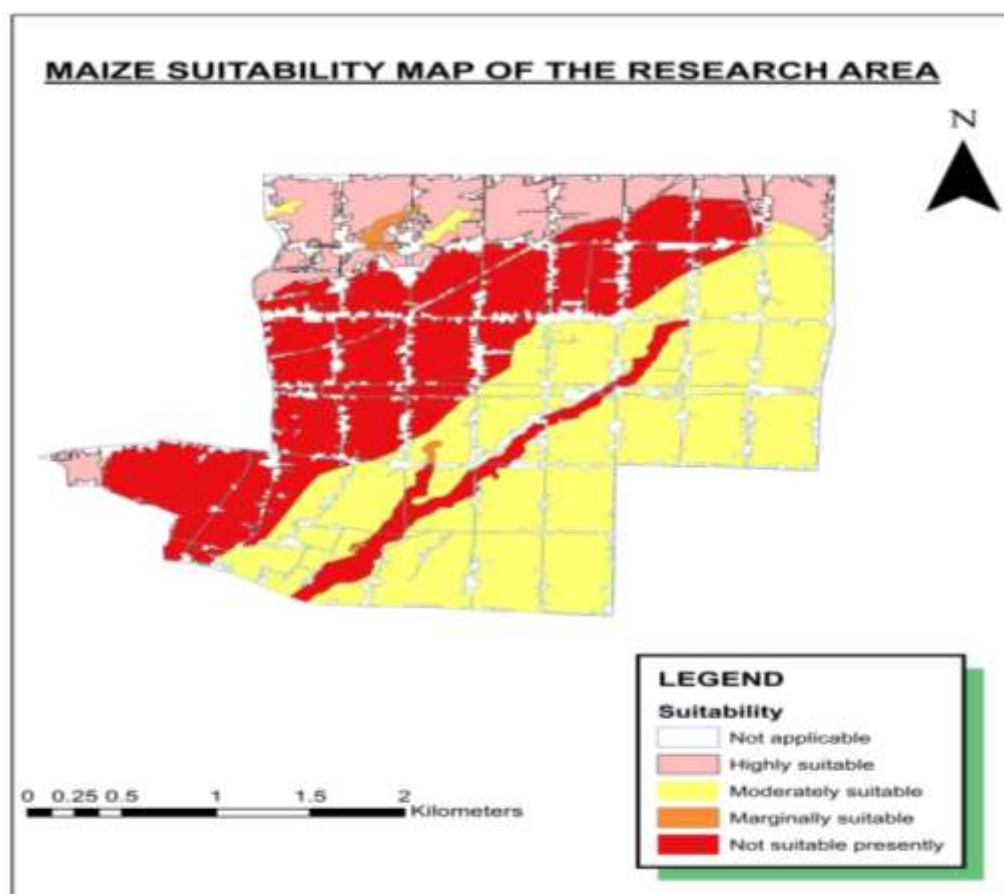 MAIZE SUITABILITY MAP OF THE RESEARCH AREA
N
0 0.25 0.5 1 1.5 2
Kilometers
LEGEND
Suitability
Not applicable
Highly suitable
Moderately suitable
Marginally suitable
Not suitable presently